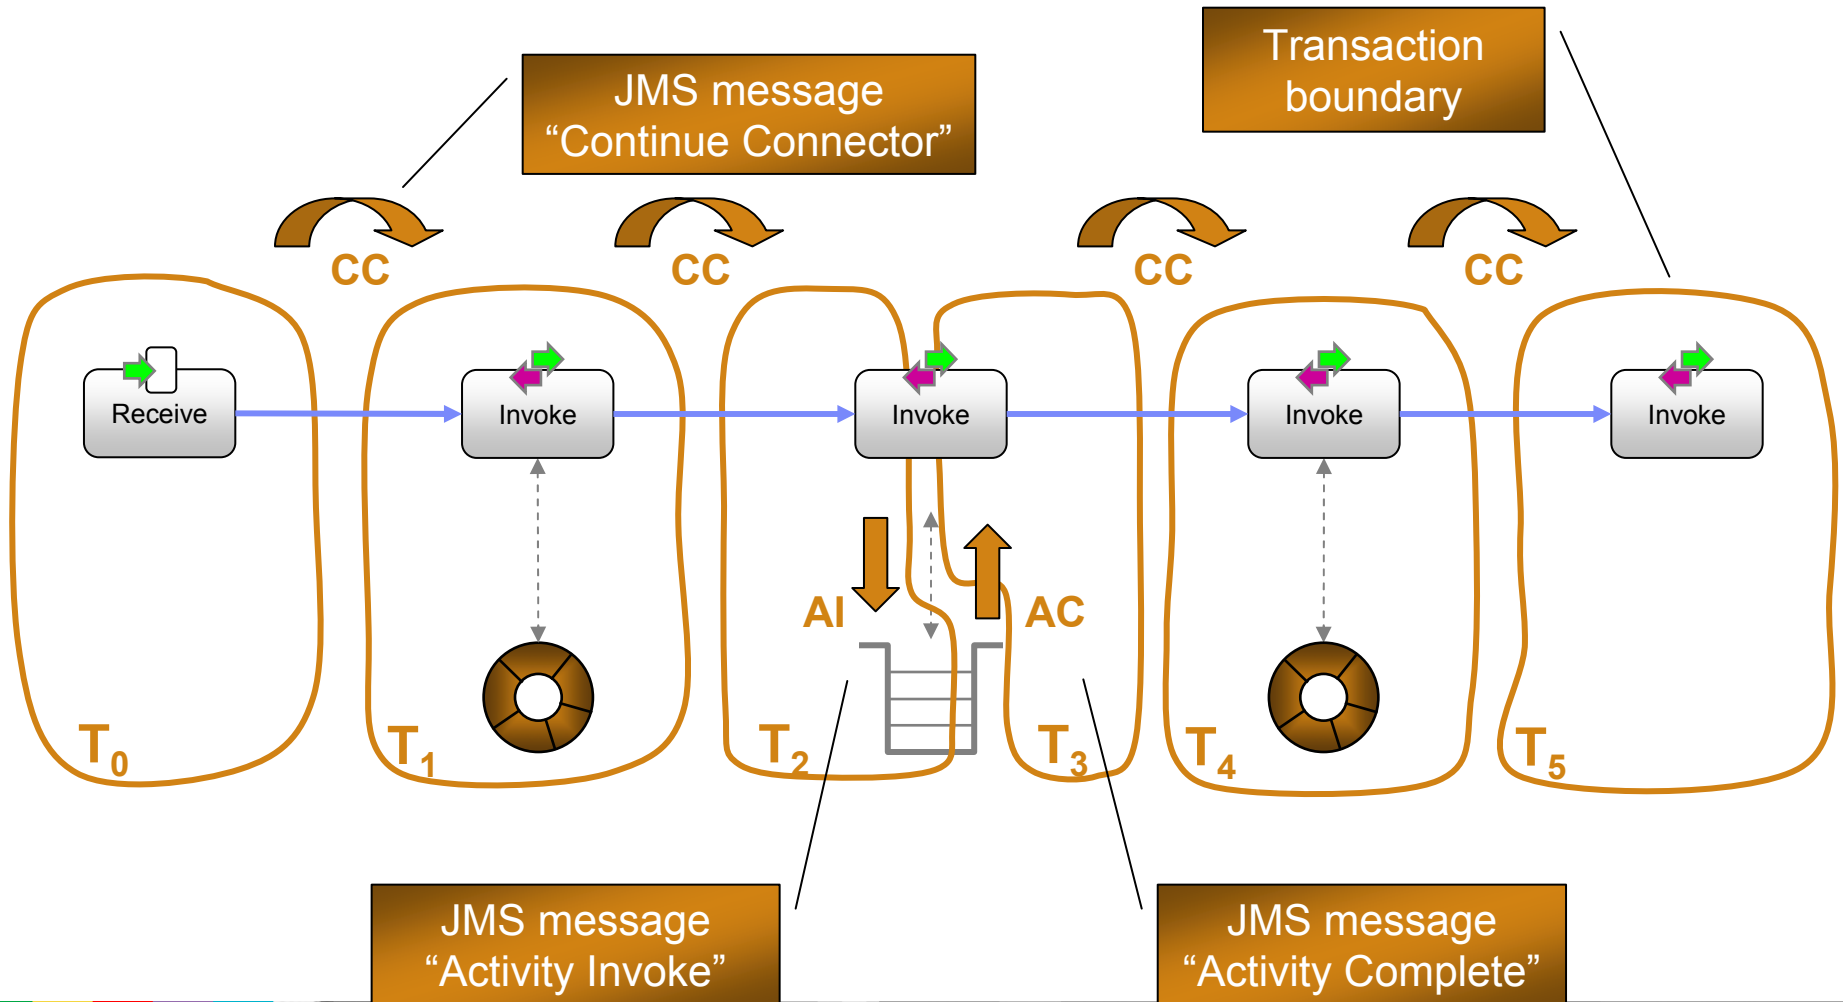 Transaction
boundary
JMS message
“Continue Connector”
CC
CC
CC
CC
Receive
Invoke
Invoke
Invoke
Invoke
AI
AC
T0
T1
T2
T3
T4
T5
JMS message
“Activity Invoke”
JMS message
“Activity Complete”